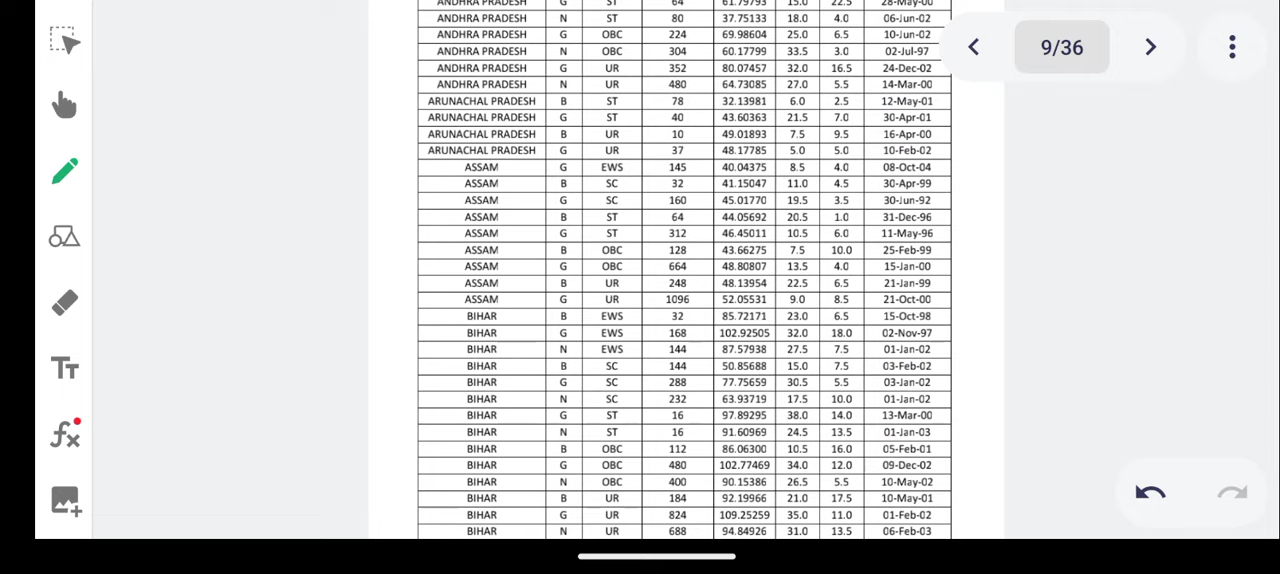 ANDHRA PRADESH G ST 64 61.79793 15.0 22.5 28-May-00
ANDHRA PRADESH N ST 80 37.75133 18.0 4.0 06-Jun-02
ANDHRA PRADESH G OBC 224 69.98604 25.0 6.5 10-Jun-02
ANDHRA PRADESH N OBC 304 60.17799 33.5 3.0 02-Jul-97
ANDHRA PRADESH G UR 352 80.07457 32.0 16.5 24-Dec-02
ANDHRA PRADESH N UR 480 64.73085 27.0 5.5 14-Mar-00
ARUNACHAL PRADESH B ST 78 32.13981 6.0 2.5 12-May-01
ARUNACHAL PRADESH G ST 40 43.60363 21.5 7.0 30-Apr-01
ARUNACHAL PRADESH B UR 10 49.01893 7.5 9.5 16-Apr-00
ARUNACHAL PRADESH G UR 37 48.17785 5.0 5.0 10-Feb-02
ASSAM G EWS 145 40.04375 8.5 4.0 08-Oct-04
ASSAM B SC 32 41.15047 11.0 4.5 30-Apr-99
ASSAM G SC 160 45.01770 19.5 3.5 30-Jun-92
ASSAM B ST 64 44.05692 20.5 1.0 31-Dec-96
ASSAM G ST 312 46.45011 10.5 6.0 11-May-96
ASSAM B OBC 128 43.66275 7.5 10.0 25-Feb-99
ASSAM G OBC 664 48.80807 13.5 4.0 15-Jan-00
ASSAM B UR 248 48.13954 22.5 6.5 21-Jan-99
ASSAM G UR 1096 52.05531 9.0 8.5 21-Oct-00
BIHAR B EWS 32 85.72171 23.0 6.5 15-Oct-98
BIHAR G EWS 168 102.92505 32.0 18.0 02-Nov-97
BIHAR N EWS 144 87.57938 27.5 7.5 01-Jan-02
BIHAR B SC 144 50.85688 15.0 7.5 03-Feb-02
BIHAR G SC 288 77.75659 30.5 5.5 03-Jan-02
BIHAR N SC 232 63.93719 17.5 10.0 01-Jan-02
BIHAR G ST 16 97.89295 38.0 14.0 13-Mar-00
BIHAR N ST 16 91.60969 24.5 13.5 01-Jan-03
BIHAR B OBC 112 86.06300 10.5 16.0 05-Feb-01
BIHAR G OBC 480 102.77469 34.0 12.0 09-Dec-02
BIHAR N OBC 400 90.15386 26.5 5.5 10-May-02
BIHAR B UR 184 92.19966 21.0 17.5 10-May-01
BIHAR G UR 824 109.25259 35.0 11.0 01-Feb-02
BIHAR N UR 688 94.84926 31.0 13.5 06-Feb-03
9/36
Tт
fx